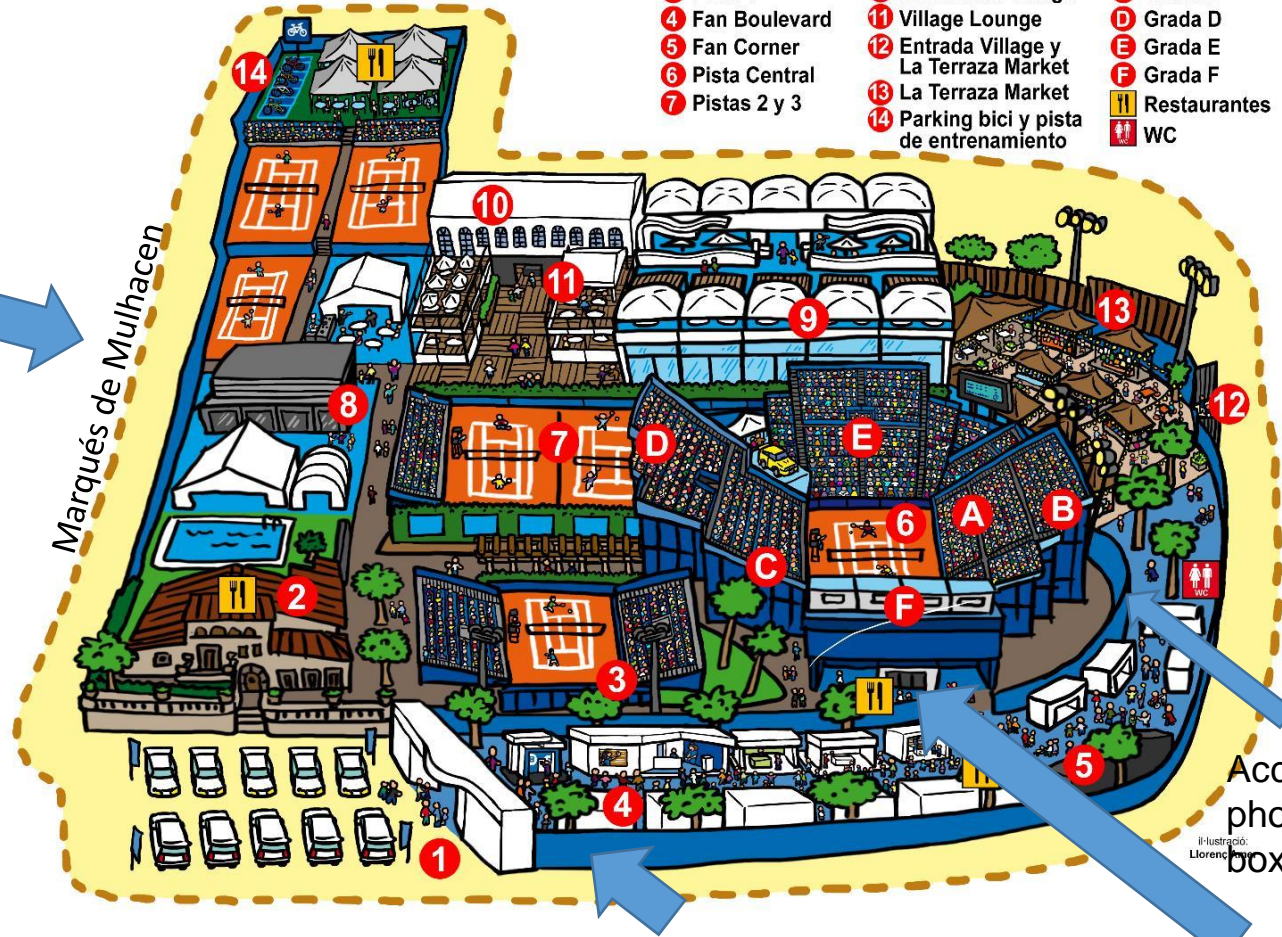 4 Fan Boulevard
5 Fan Corner
6 Pista Central
7 Pistas 2 y 3
11 Village Lounge
12 Entrada Village y
La Terraza Market
13 La Terraza Market
14 Parking bici y pista
de entrenamiento
D Grada D
E Grada E
F Grada F
Restaurantes
WC
WC
14
10
11
9
13
12
Marqués de Mulhacen
8
7
D
E
6
A
B
C
F
WC
2
3
4
5
1
Acc
pho
il·lustració:
Llorenç
box